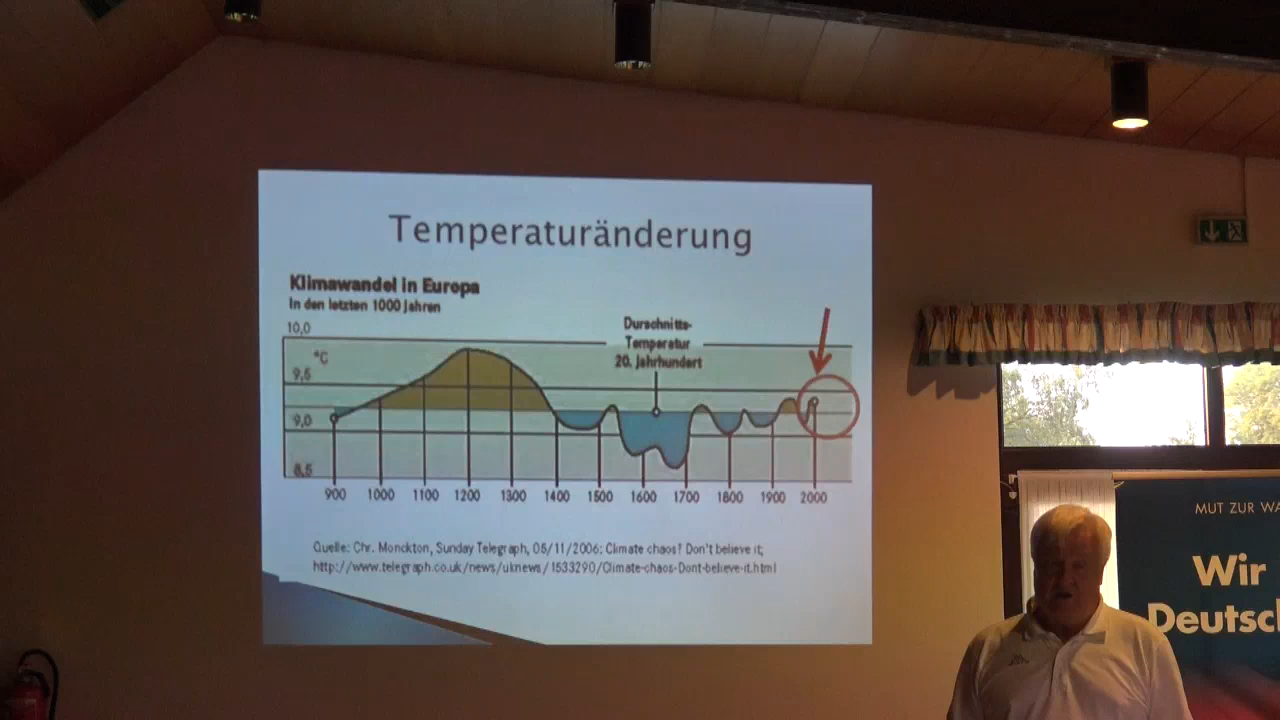 Temperaturänderung
Klimawandel in Europa
In den letzten 1000 Jahren
10,0
°C
9,5
9,0
8,5
Durschnitts-
Temperatur
20. Jahrhundert
900 1000 1100 1200 1300 1400 1500 1600 1700 1800 1900 2000
Quelle: Chr. Monckton, Sunday Telegraph, 05/11/2006: Climate chaos? Don't believe it;
http://www.telegraph.co.uk/news/uknews/1533290/Climate-chaos-Dont-believe-it.html
MUT ZUR WA
Wir
Deutsc